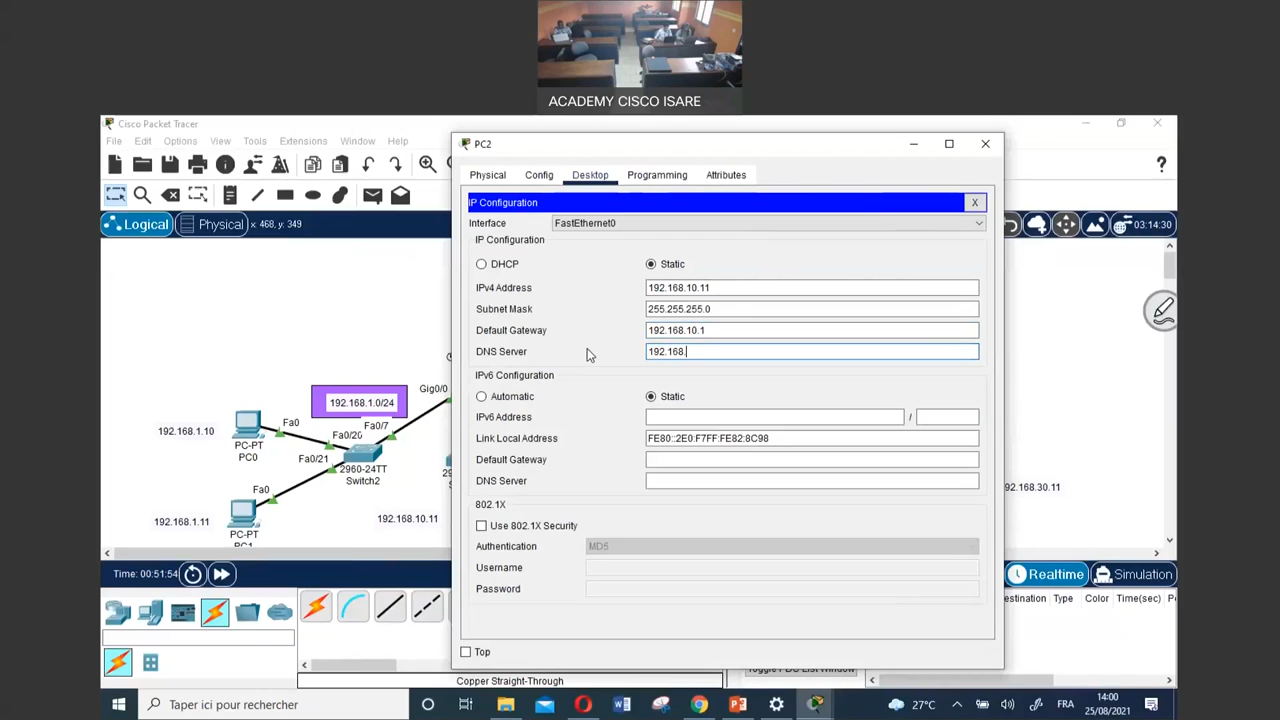 ACADEMY CISCO ISARE
Cisco Packet Tracer
File Edit Options View Tools Extensions Window Help
?
Logical Physical x: 468, y: 349
03:14:30
PC2
Physical Config Desktop Programming Attributes
IP Configuration X
Interface FastEthernet0
IP Configuration
DHCP Static
IPv4 Address 192.168.10.11
Subnet Mask 255.255.255.0
Default Gateway 192.168.10.1
DNS Server 192.168.
IPv6 Configuration
Automatic Static
IPv6 Address /
Link Local Address FE80::2E0:F7FF:FE82:8C98
Default Gateway
DNS Server
802.1X
Use 802.1X Security
Authentication MD5
Username
Password
Top
Gig0/0
192.168.1.0/24
192.168.1.10
Fa0
Fa0/7
Fa0/20
PC-PT
PC0
Fa0/21
2960-24TT
Switch2
Fa0
192.168.1.11
PC-PT
PC1
192.168.10.11
92.168.30.11
Time: 00:51:54
Realtime Simulation
estination Type Color Time(sec)
Copper Straight-Through
Taper ici pour rechercher
27°C
FRA
14:00
25/08/2021